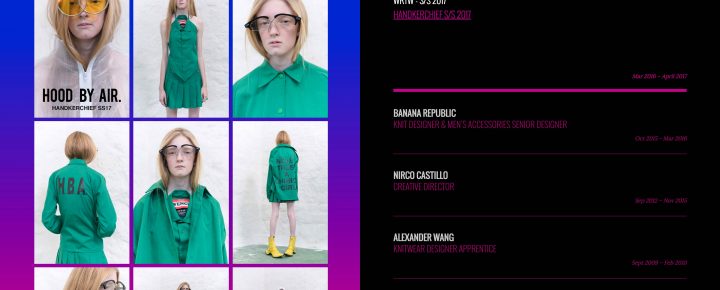 HOOD BY AIR.
HANDKERCHIEF SS17
HBA
WRTW - S/S 2017
HANDKERCHIEF S/S 2017
Mar 2016 – April 2017
BANANA REPUBLIC
KNIT DESIGNER & MEN'S ACCESSORIES SENIOR DESIGNER
Oct 2015 – Mar 2016
NIRCO CASTILLO
CREATIVE DIRECTOR
Sep 2012 – Nov 2015
ALEXANDER WANG
KNITWEAR DESIGNER APPRENTICE
Sept 2009 – Feb 2010